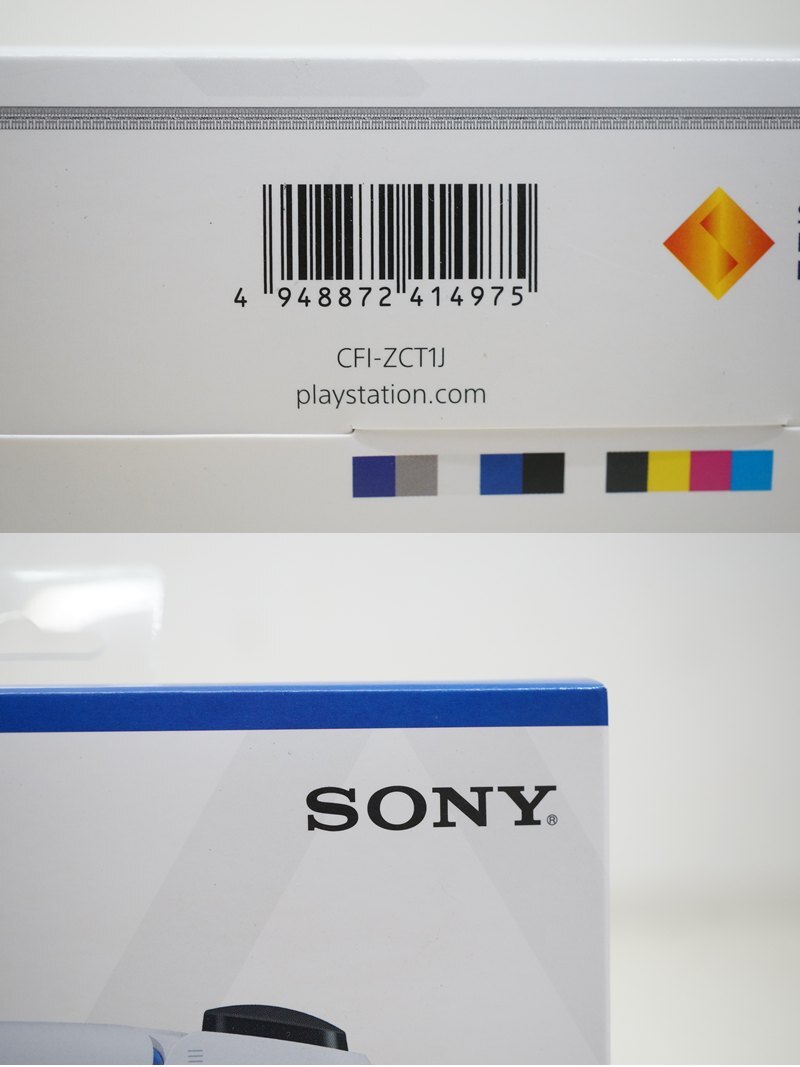 4 948872 414975
CFI-ZCT1J
playstation.com
SONY®